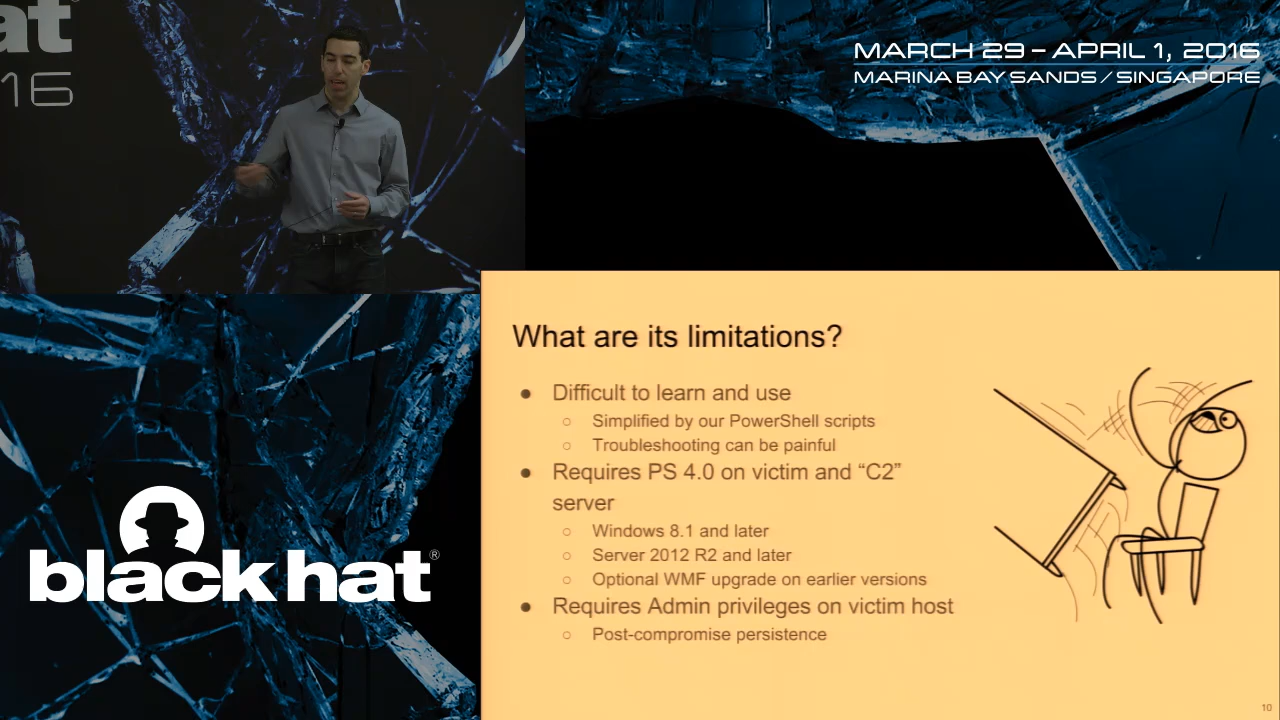 at
16
MARCH 29 – APRIL 1, 2016
MARINA BAY SANDS / SINGAPORE
What are its limitations?
● Difficult to learn and use
○ Simplified by our PowerShell scripts
○ Troubleshooting can be painful
● Requires PS 4.0 on victim and “C2”
server
○ Windows 8.1 and later
○ Server 2012 R2 and later
○ Optional WMF upgrade on earlier versions
● Requires Admin privileges on victim host
○ Post-compromise persistence
10
black hat®